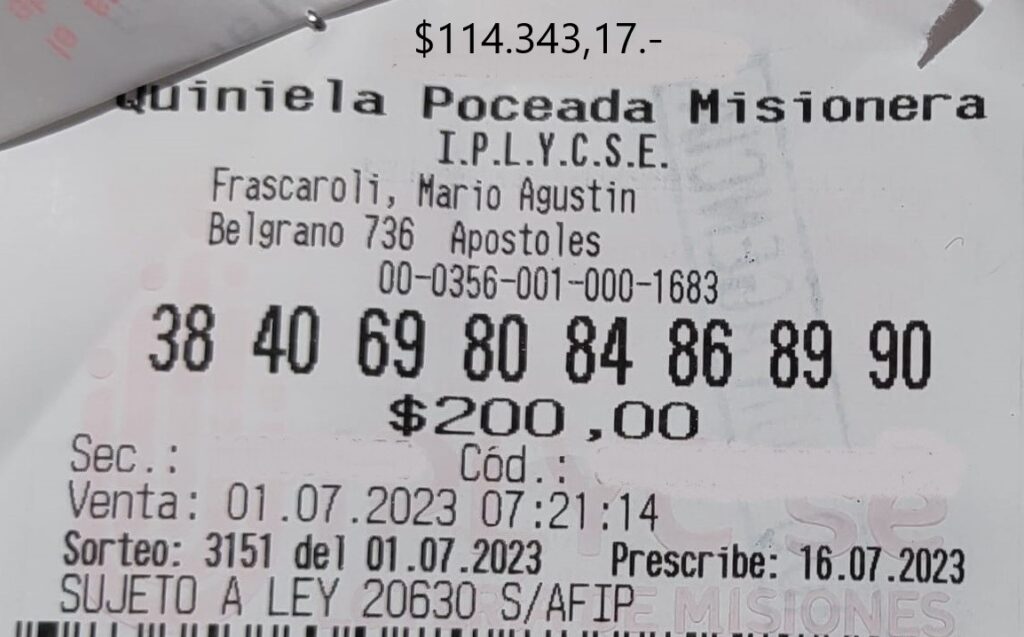 $114.343,17.-
Quiniela Poceada Misionera
I.P.L.Y.C.S.E.
Frascaroli, Mario Agustin
Belgrano 736 Apostoles
00-0356-001-000-1683
38 40 69 80 84 86 89 90
$200,00
Sec.: Cód.:
Venta: 01.07.2023 07:21:14
Sorteo: 3151 del 01.07.2023 Prescribe: 16.07.2023
SUJETO A LEY 20630 S/AFIP
DE MISIONES